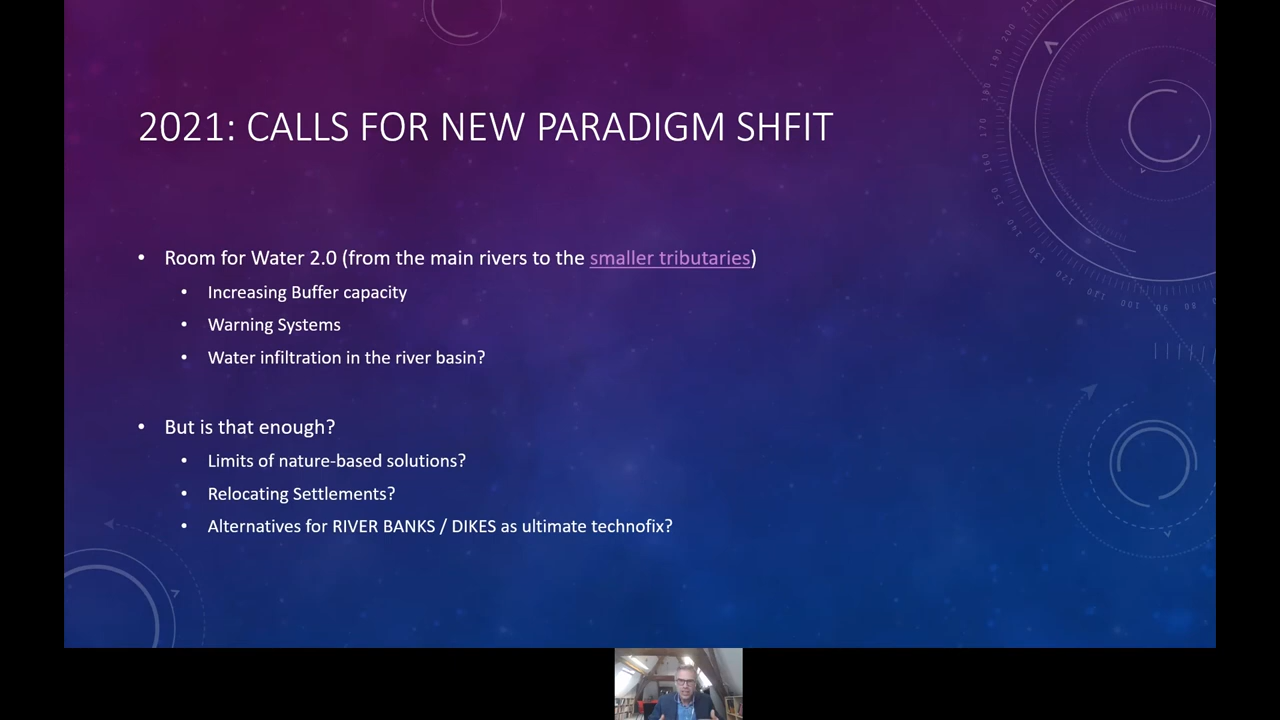 2021: CALLS FOR NEW PARADIGM SHFIT
• Room for Water 2.0 (from the main rivers to the smaller tributaries)
• Increasing Buffer capacity
• Warning Systems
• Water infiltration in the river basin?
• But is that enough?
• Limits of nature-based solutions?
• Relocating Settlements?
• Alternatives for RIVER BANKS / DIKES as ultimate technofix?